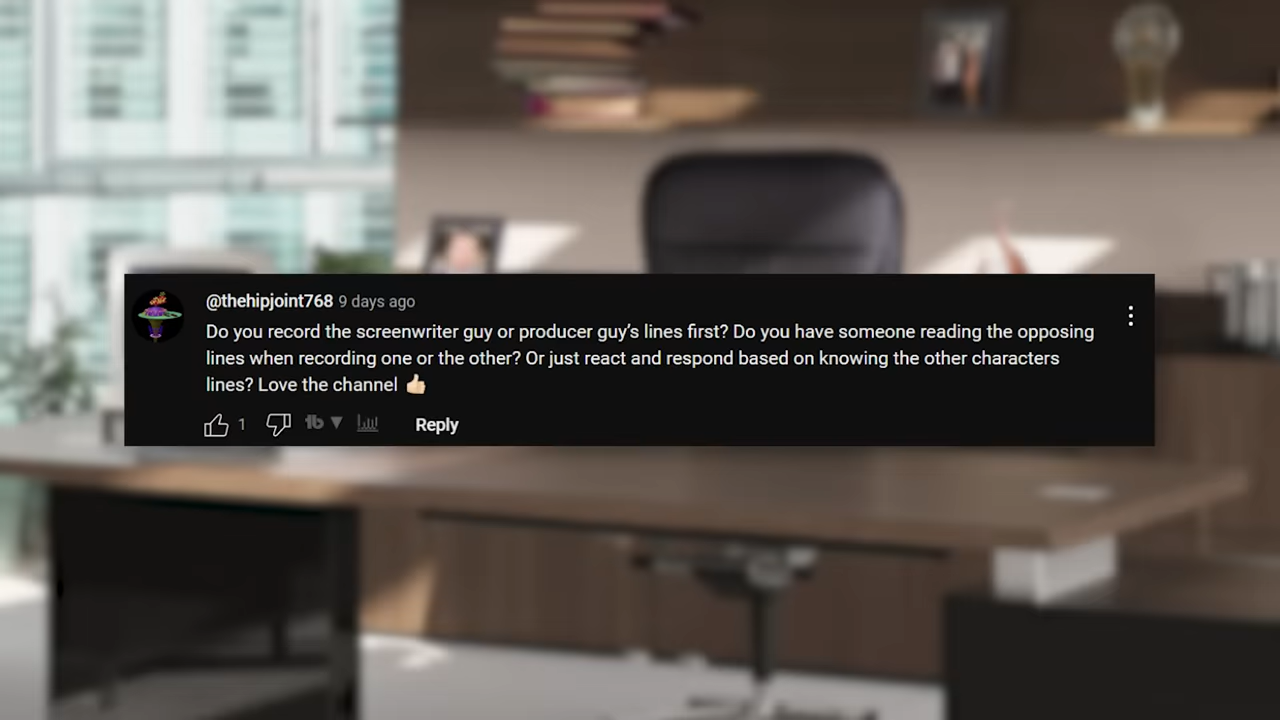 @thehipjoint768 9 days ago
Do you record the screenwriter guy or producer guy's lines first? Do you have someone reading the opposing
lines when recording one or the other? Or just react and respond based on knowing the other characters
lines? Love the channel 👍🏻
1 tb Reply